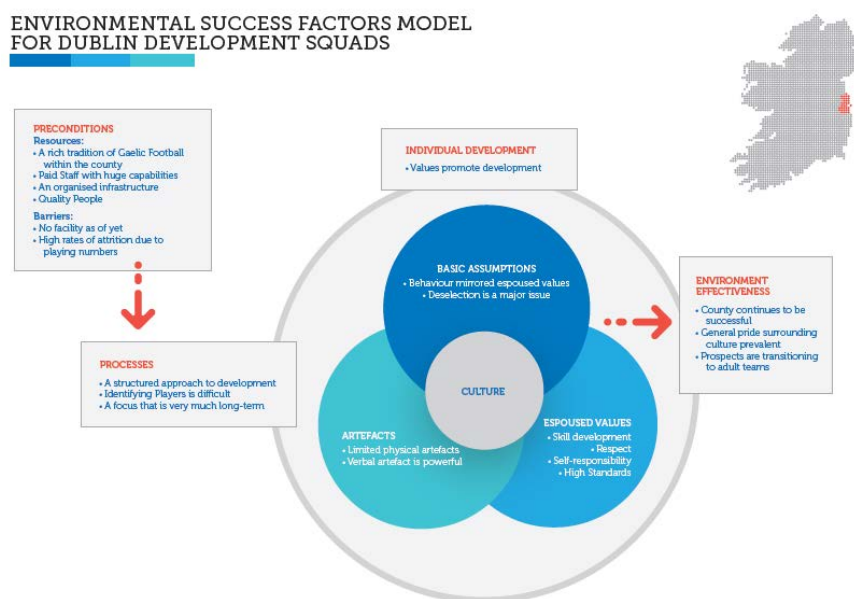 ENVIRONMENTAL SUCCESS FACTORS MODEL
FOR DUBLIN DEVELOPMENT SQUADS
PRECONDITIONS
Resources:
• A rich tradition of Gaelic Football
within the county
• Paid Staff with huge capabilities
• An organised infrastructure
• Quality People
Barriers:
• No facility as of yet
• High rates of attrition due to
playing numbers
PROCESSES
• A structured approach to development
• Identifying Players is difficult
• A focus that is very much long-term
INDIVIDUAL DEVELOPMENT
• Values promote development
BASIC ASSUMPTIONS
• Behaviour mirrored espoused values
• Deselection is a major issue
CULTURE
ARTEFACTS
• Limited physical artefacts
• Verbal artefact is powerful
ESPOUSED VALUES
• Skill development
• Respect
• Self-responsibility
• High Standards
ENVIRONMENT
EFFECTIVENESS
• County continues to be
successful
• General pride surrounding
culture prevalent
• Prospects are transitioning
to adult teams